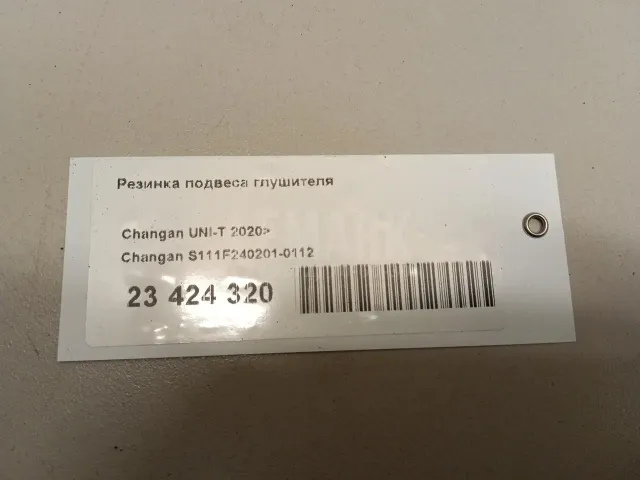 Резинка подвеса глушителя
Changan UNI-T 2020>
Changan S111F240201-0112
23 424 320